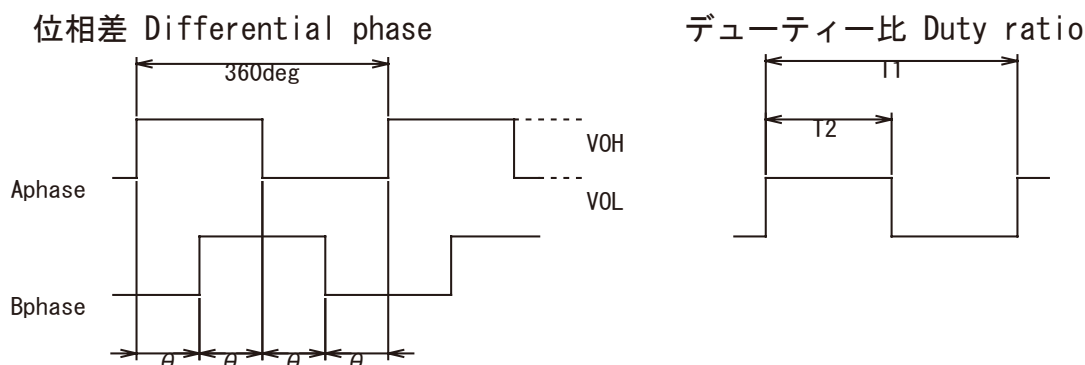 位相差 Differential phase
360deg
Aphase
VOH
VOL
Bphase
θ θ θ θ
デューティー比 Duty ratio
T1
T2